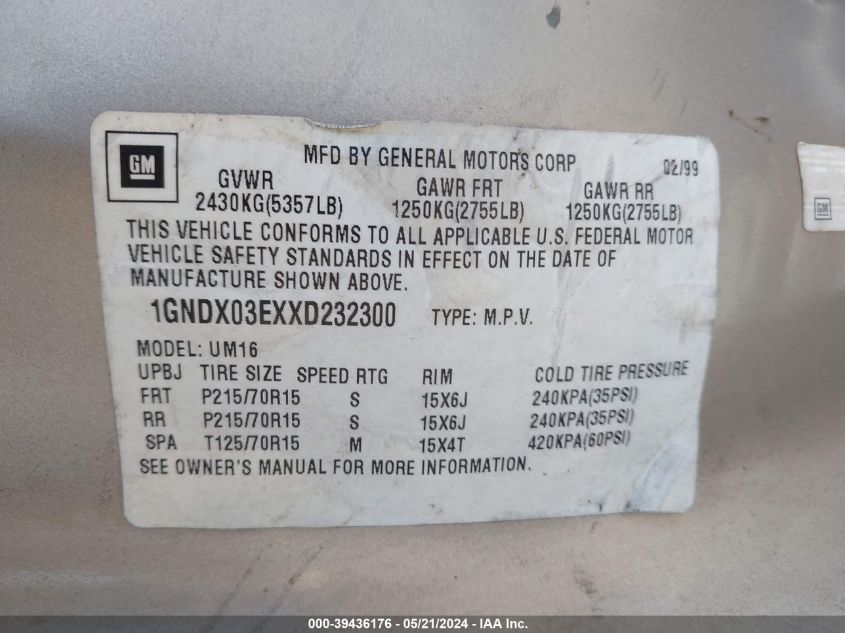 GM
MFD BY GENERAL MOTORS CORP 02/99
GVWR GAWR FRT GAWR RR
2430KG(5357LB) 1250KG(2755LB) 1250KG(2755LB)
THIS VEHICLE CONFORMS TO ALL APPLICABLE U.S. FEDERAL MOTOR
VEHICLE SAFETY STANDARDS IN EFFECT ON THE DATE OF
MANUFACTURE SHOWN ABOVE.
1GNDX03EXXD232300 TYPE: M.P.V.
MODEL: UM16
UPBJ TIRE SIZE SPEED RTG RIM COLD TIRE PRESSURE
FRT P215/70R15 S 15X6J 240KPA(35PSI)
RR P215/70R15 S 15X6J 240KPA(35PSI)
SPA T125/70R15 M 15X4T 420KPA(60PSI)
SEE OWNER'S MANUAL FOR MORE INFORMATION.
GM
000-39436176 - 05/21/2024 - IAA Inc.